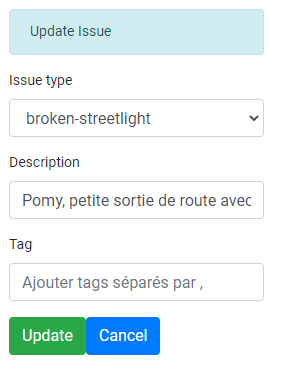 Update Issue
Issue type
broken-streetlight
Description
Pomy, petite sortie de route avec
Tag
Ajouter tags séparés par ,
Update Cancel